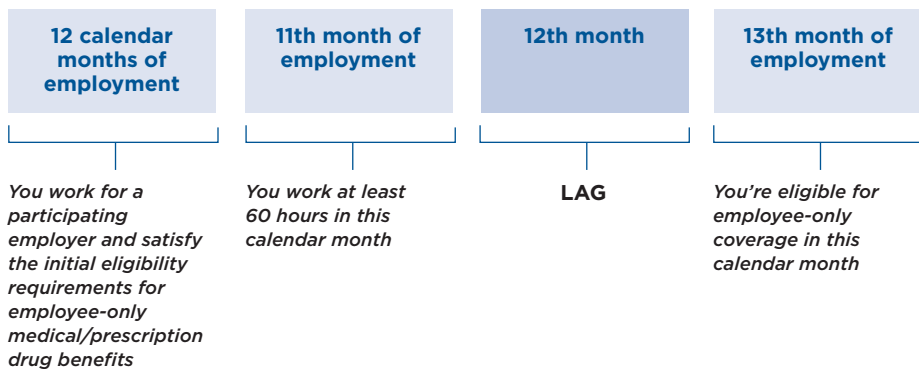 12 calendar
months of
employment
11th month of
employment
12th month
13th month of
employment
You work for a
participating
employer and satisfy
the initial eligibility
requirements for
employee-only
medical/prescription
drug benefits
You work at least
60 hours in this
calendar month
LAG
You’re eligible for
employee-only
coverage in this
calendar month